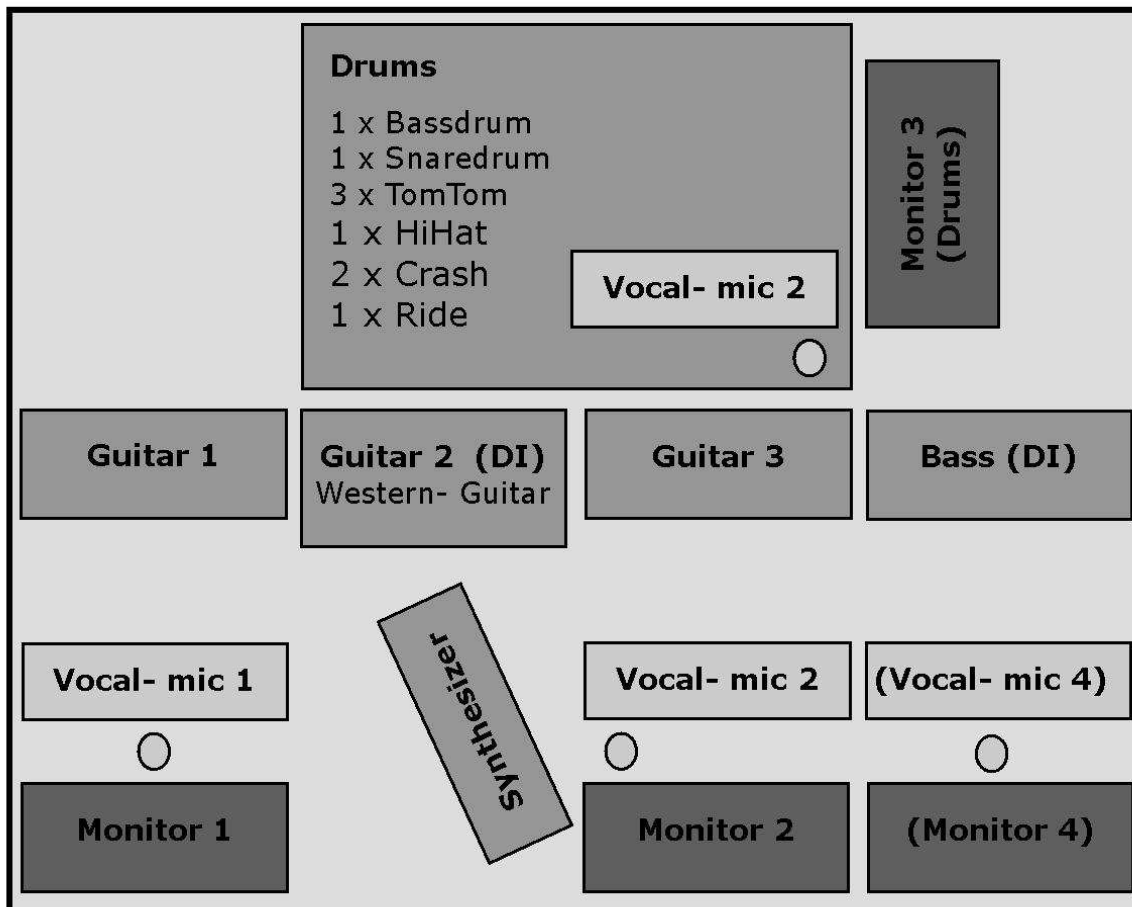 Drums
1 x Bassdrum
1 x Snaredrum
3 x TomTom
1 x HiHat
2 x Crash
1 x Ride
Vocal- mic 2
Monitor 3
(Drums)
Guitar 1
Guitar 2 (DI)
Western- Guitar
Guitar 3
Bass (DI)
Synthesizer
Vocal- mic 1
Vocal- mic 2
(Vocal- mic 4)
Monitor 1
Monitor 2
(Monitor 4)